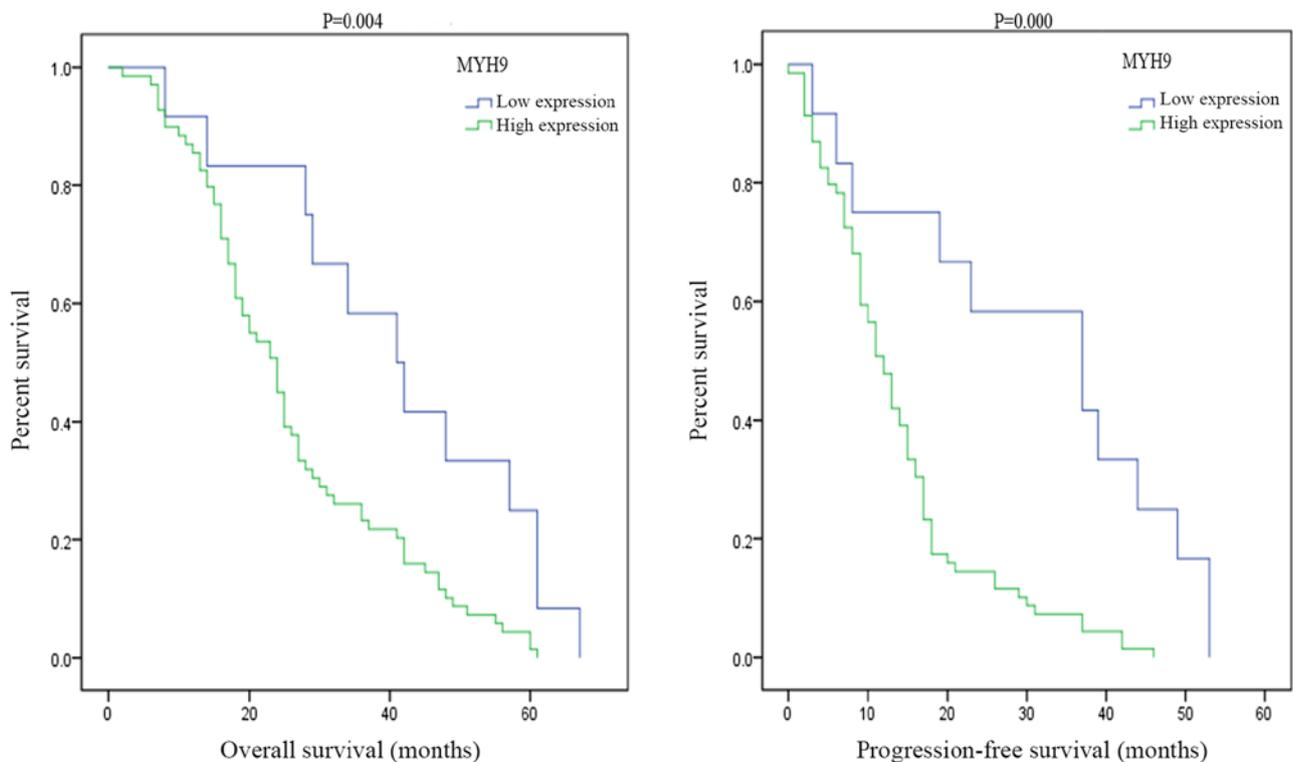 P=0.004
MYH9
Low expression
High expression
Percent survival
1.0
0.8
0.6
0.4
0.2
0.0
0 20 40 60
Overall survival (months)
P=0.000
MYH9
Low expression
High expression
Percent survival
1.0
0.8
0.6
0.4
0.2
0.0
0 10 20 30 40 50 60
Progression-free survival (months)